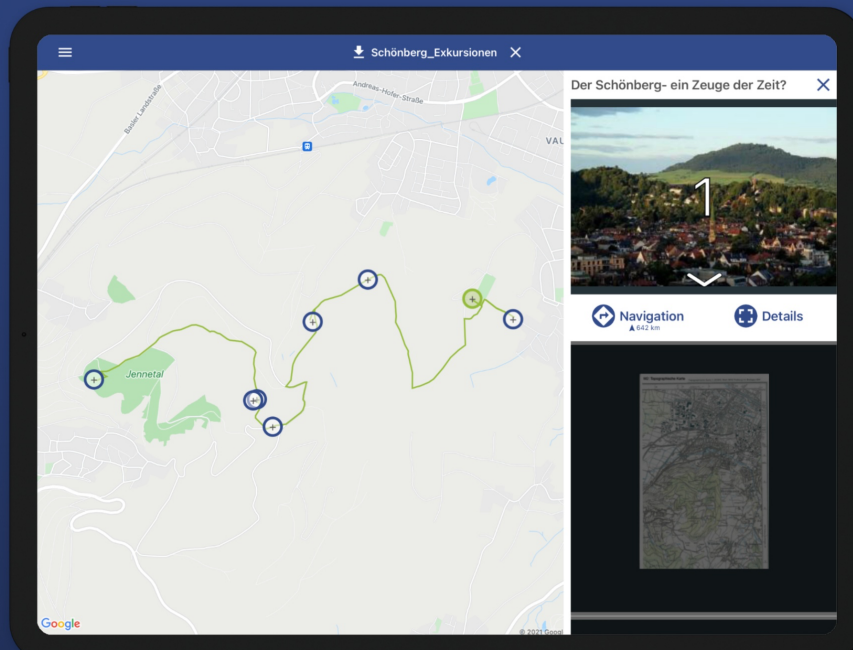 Schönberg_Exkursionen
Basler Landstraße
Andreas-Hofer-Straße
VAU
Jennetal
Google
© 2021 Googl
Der Schönberg- ein Zeuge der Zeit?
1
Navigation
642 km
Details